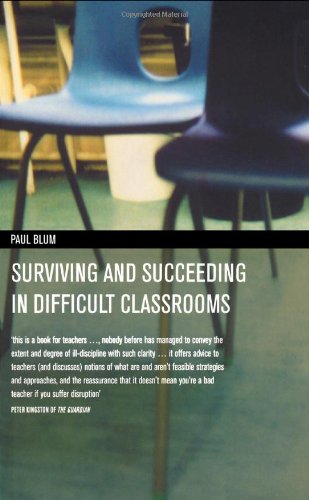 PAUL BLUM
SURVIVING AND SUCCEEDING
IN DIFFICULT CLASSROOMS
'this is a book for teachers ..., nobody before has managed to convey the
extent and degree of ill-discipline with such clarity ... it offers advice to
teachers (and discusses) notions of what are and aren't feasible strategies
and approaches, and the reassurance that it doesn't mean you're a bad
teacher if you suffer disruption'
PETER KINGSTON OF THE GUARDIAN